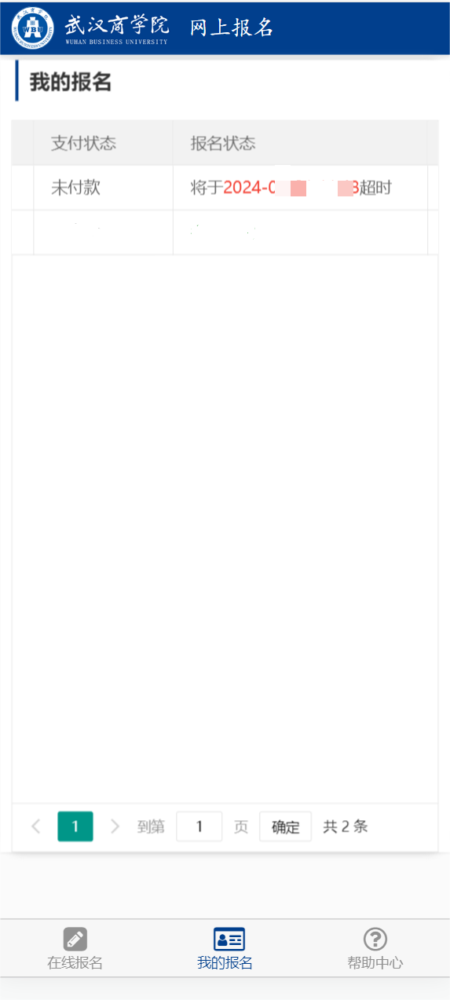 武汉商学院 网上报名
WUHAN BUSINESS UNIVERSITY
WBU
我的报名
支付状态 报名状态
未付款 将于2024-0 8超时
1 到第 1 页 确定 共 2 条
在线报名 我的报名 帮助中心